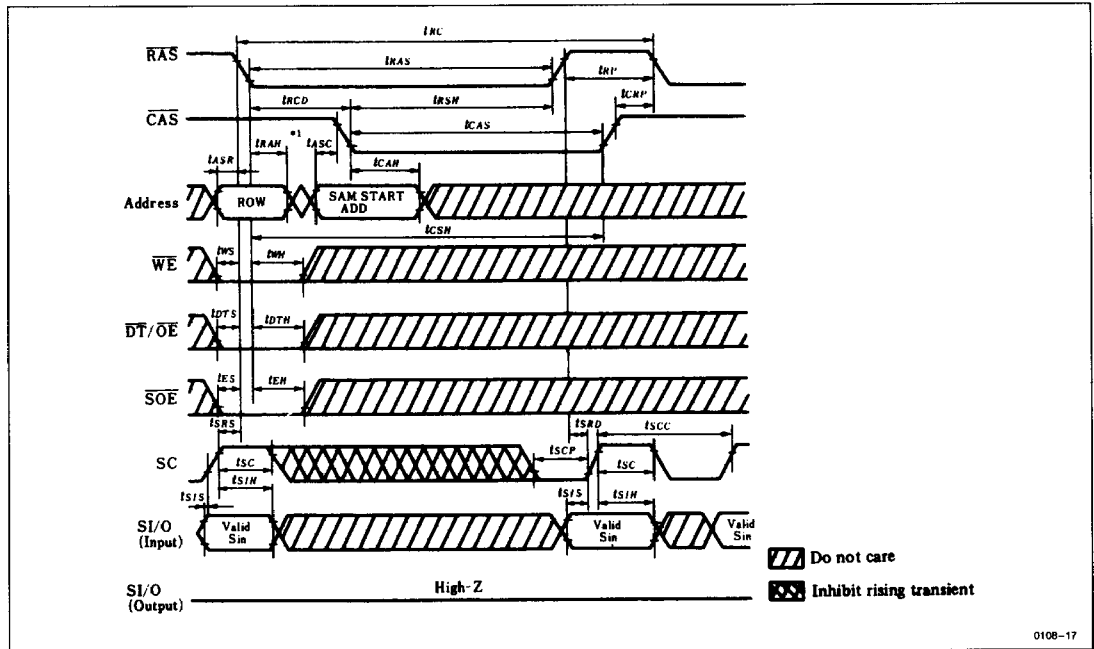 tRC
RAS
tRAS
tRP
tRCD
tRSH
tCRP
CAS
tCAS
tASR
tRAH
*1
tASC
tCAH
Address
ROW
SAM START
ADD
tCSH
WE
tWS
tWH
DT/OE
tDTS
tDTH
SOE
tES
tEH
tSRS
tSRD
tSCC
SC
tSC
tSCP
tSC
tSIS
tSIH
tSIS
tSIH
SI/O
(Input)
Valid
Sin
Valid
Sin
Valid
Sin
Do not care
SI/O
(Output)
High-Z
Inhibit rising transient
0108-17